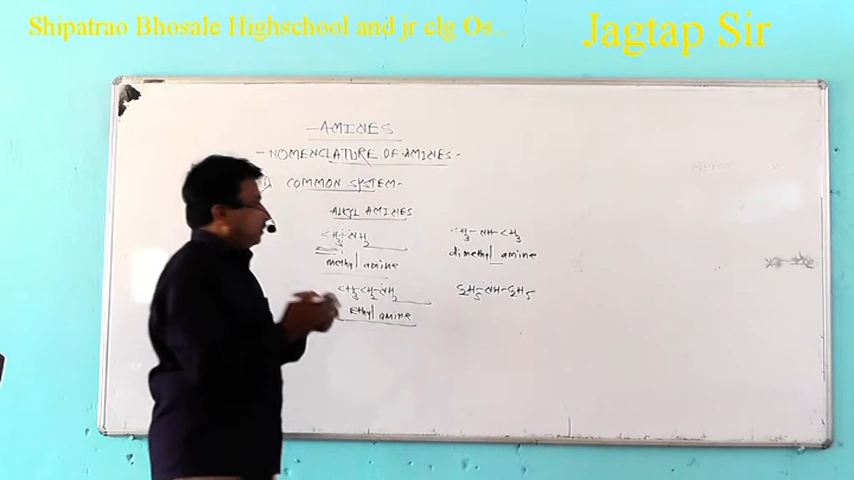 Shipatrao Bhosale Highschool and jr clg Os..
Jagtap Sir
-AMINES
-NOMENCLATURE OF AMINES-
COMMON SYSTEM-
ALKYL AMINES
CH3-NH2
CH3-NH-CH3
methyl amine
dimethyl amine
CH3-CH2-NH2
C2H5-NH-C2H5
Ethyl amine